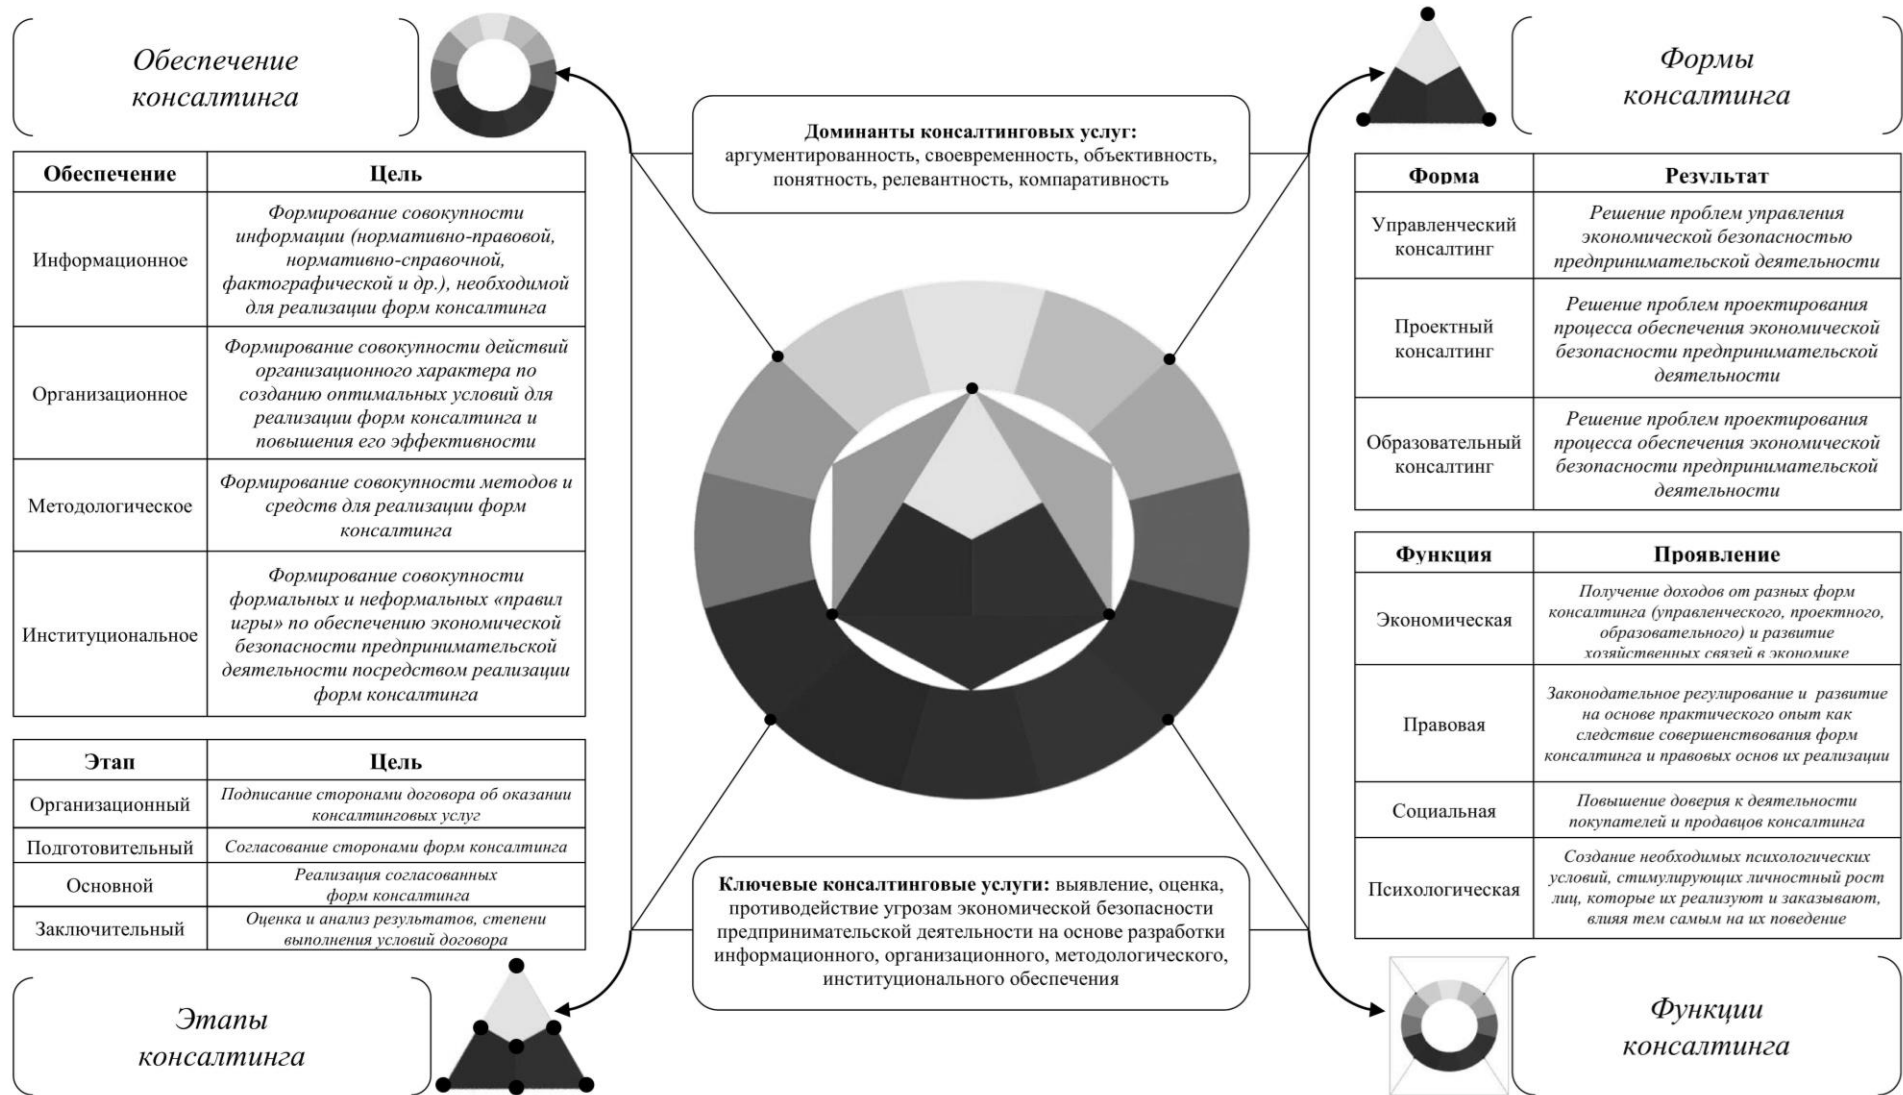 Обеспечение
консалтинга
Обеспечение
Цель
Информационное
Формирование совокупности
информации (нормативно-правовой,
нормативно-справочной,
фактографической и др.), необходимой
для реализации форм консалтинга
Организационное
Формирование совокупности действий
организационного характера по
созданию оптимальных условий для
реализации форм консалтинга и
повышения его эффективности
Методологическое
Формирование совокупности методов и
средств для реализации форм
консалтинга
Институциональное
Формирование совокупности
формальных и неформальных «правил
игры» по обеспечению экономической
безопасности предпринимательской
деятельности посредством реализации
форм консалтинга
Этап
Цель
Организационный
Подписание сторонами договора об оказании
консалтинговых услуг
Подготовительный
Согласование сторонами форм консалтинга
Основной
Реализация согласованных
форм консалтинга
Заключительный
Оценка и анализ результатов, степени
выполнения условий договора
Этапы
консалтинга
Доминанты консалтинговых услуг:
аргументированность, своевременность, объективность,
понятность, релевантность, компаративность
Ключевые консалтинговые услуги: выявление, оценка,
противодействие угрозам экономической безопасности
предпринимательской деятельности на основе разработки
информационного, организационного, методологического,
институционального обеспечения
Формы
консалтинга
Форма
Результат
Управленческий
консалтинг
Решение проблем управления
экономической безопасностью
предпринимательской деятельности
Проектный
консалтинг
Решение проблем проектирования
процесса обеспечения экономической
безопасности предпринимательской
деятельности
Образовательный
консалтинг
Решение проблем проектирования
процесса обеспечения экономической
безопасности предпринимательской
деятельности
Функция
Проявление
Экономическая
Получение доходов от разных форм
консалтинга (управленческого, проектного,
образовательного) и развитие
хозяйственных связей в экономике
Правовая
Законодательное регулирование и развитие
на основе практического опыт как
следствие совершенствования форм
консалтинга и правовых основ их реализации
Социальная
Повышение доверия к деятельности
покупателей и продавцов консалтинга
Психологическая
Создание необходимых психологических
условий, стимулирующих личностный рост
лиц, которые их реализуют и заказывают,
влияя тем самым на их поведение
Функции
консалтинга